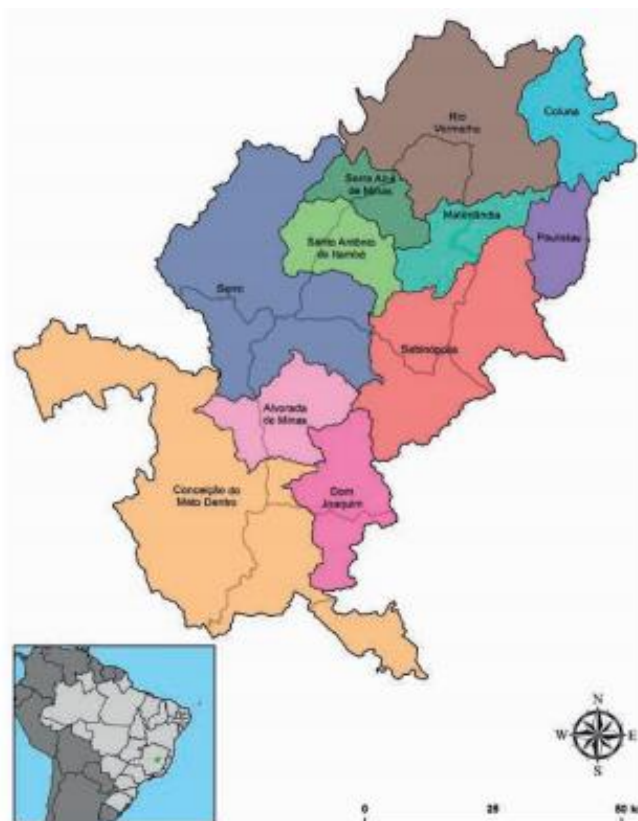 Rio
Vermelho
Coluna
Serra Azul
de Minas
Materlândia
Paulistas
Santo Antônio
do Itambé
Serro
Sabinópolis
Alvorada
de Minas
Conceição do
Mato Dentro
Dom
Joaquim
N
W
E
S
0
25
50 k